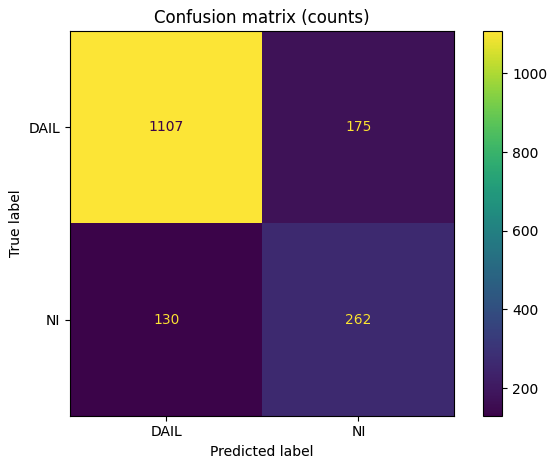 Confusion matrix (counts)
True label
DAIL
1107
175
NI
130
262
DAIL
NI
Predicted label
1000
800
600
400
200